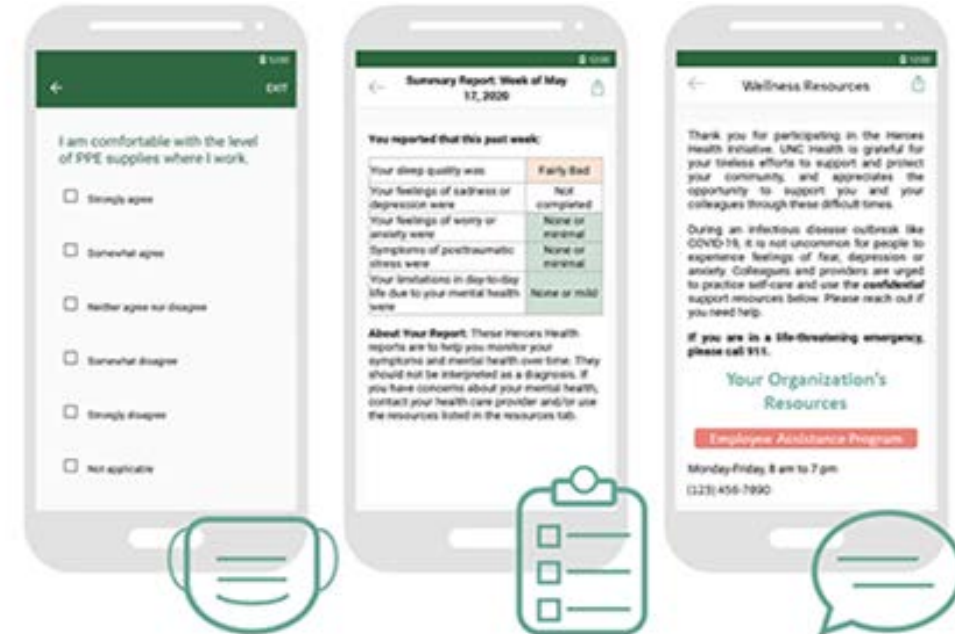 12:00
EXIT
I am comfortable with the level
of PPE supplies where I work.
Strongly agree
Somewhat agree
Neither agree nor disagree
Somewhat disagree
Strongly disagree
Not applicable
12:00
Summary Report: Week of May
17, 2020
You reported that this past week:
Your sleep quality was
Fairly Bad
Your feelings of sadness or
depression were
Not
completed
Your feelings of worry or
anxiety were
None or
minimal
Symptoms of posttraumatic
stress were
None or
minimal
Your limitations in day-to-day
life due to your mental health
were
None or mild
About Your Report: These Heroes Health
reports are to help you monitor your
symptoms and mental health over time. They
should not be interpreted as a diagnosis. If
you have concerns about your mental health,
contact your health care provider and/or use
the resources listed in the resources tab.
12:00
Wellness Resources
Thank you for participating in the Heroes
Health Initiative. UNC Health is grateful for
your tireless efforts to support and protect
your community, and appreciates the
opportunity to support you and your
colleagues through these difficult times.
During an infectious disease outbreak like
COVID-19, it is not uncommon for people to
experience feelings of fear, depression or
anxiety. Colleagues and providers are urged
to practice self-care and use the confidential
support resources below. Please reach out if
you need help.
If you are in a life-threatening emergency,
please call 911.
Your Organization's
Resources
Employee Assistance Program
Monday-Friday, 8 am to 7 pm
(123) 456-7890